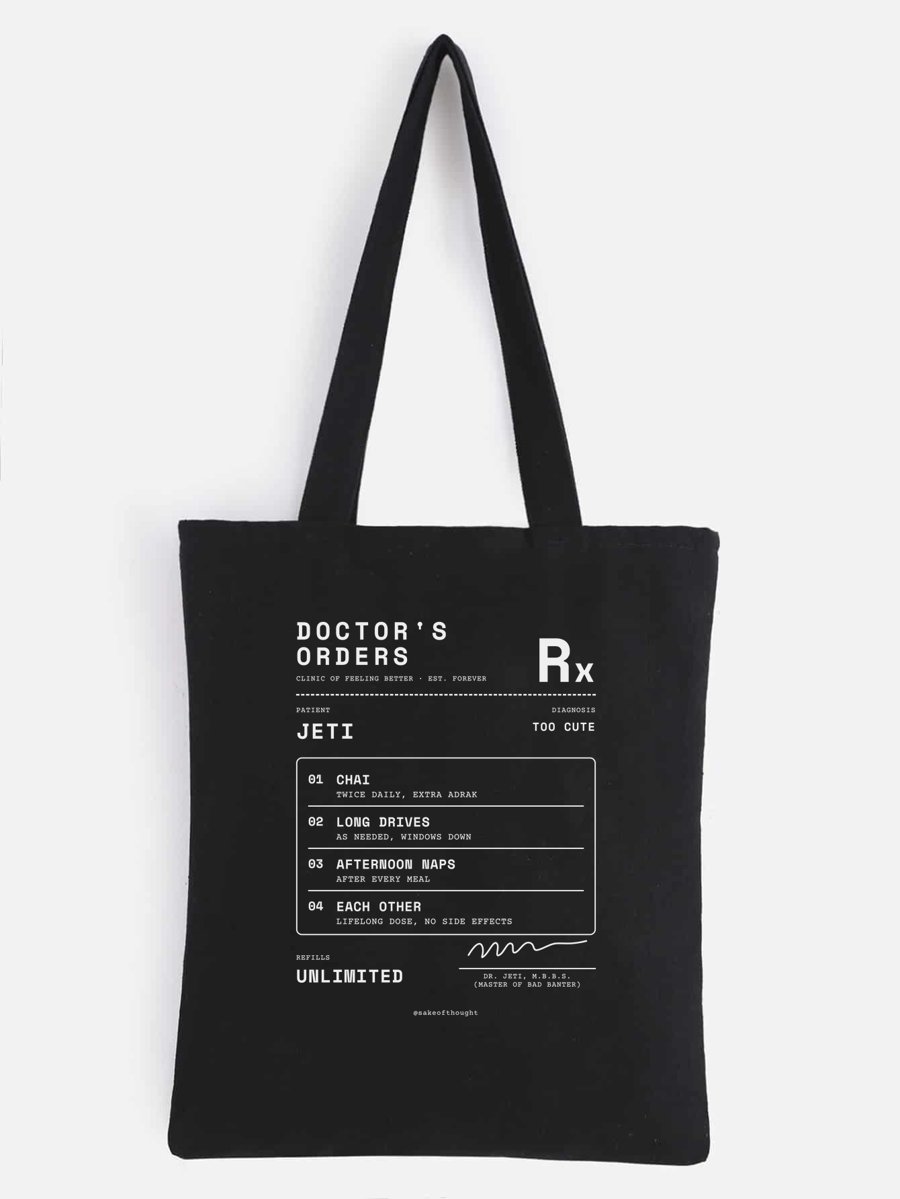 DOCTOR'S
ORDERS
Rx
CLINIC OF FEELING BETTER · EST. FOREVER
PATIENT
DIAGNOSIS
JETI
TOO CUTE
01 CHAI
TWICE DAILY, EXTRA ADRAK
02 LONG DRIVES
AS NEEDED, WINDOWS DOWN
03 AFTERNOON NAPS
AFTER EVERY MEAL
04 EACH OTHER
LIFELONG DOSE, NO SIDE EFFECTS
REFILLS
UNLIMITED
DR. JETI, M.B.B.S.
(MASTER OF BAD BANTER)
@sakeofthought